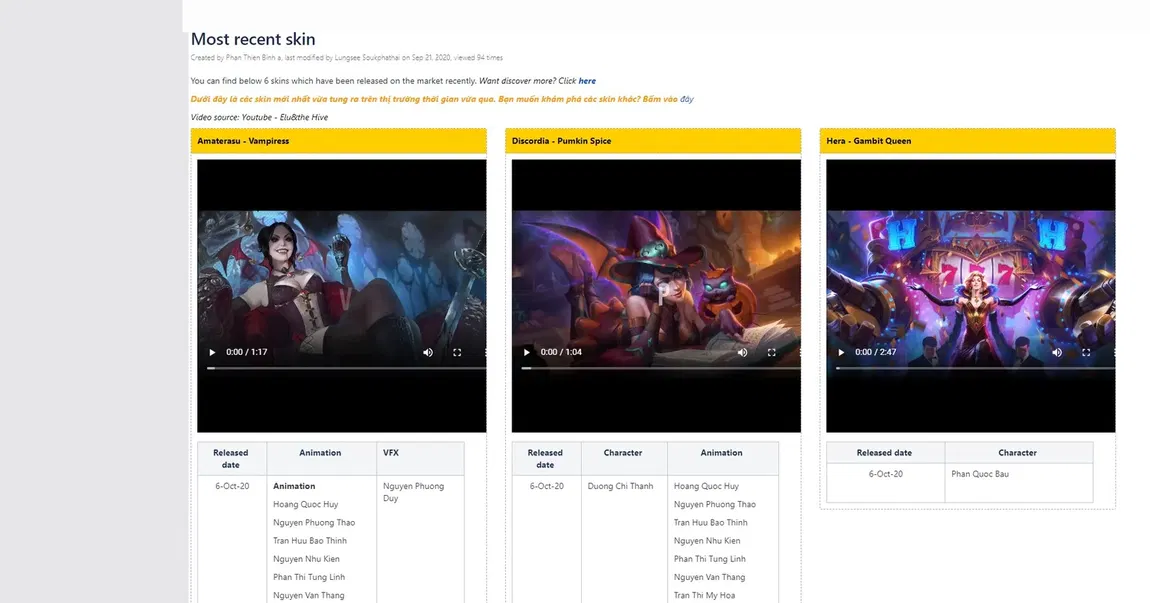 Most recent skin
Created by Phan Thien Binh a, last modified by Lungsee Soukphathai on Sep 21, 2020, viewed 94 times
You can find below 6 skins which have been released on the market recently. Want discover more? Click here
Dưới đây là các skin mới nhất vừa tung ra trên thị trường thời gian vừa qua. Bạn muốn khám phá các skin khác? Bấm vào đây
Video source: Youtube - Elu&the Hive
Amaterasu - Vampiress
0:00 / 1:17
Released date
Animation
VFX
6-Oct-20
Animation
Hoang Quoc Huy
Nguyen Phuong Thao
Tran Huu Bao Thinh
Nguyen Nhu Kien
Phan Thi Tung Linh
Nguyen Van Thang
Nguyen Phuong
Duy
Discordia - Pumkin Spice
P
0:00 / 1:04
Released date
Character
Animation
6-Oct-20
Duong Chi Thanh
Hoang Quoc Huy
Nguyen Phuong Thao
Tran Huu Bao Thinh
Nguyen Nhu Kien
Phan Thi Tung Linh
Nguyen Van Thang
Tran Thi My Hoa
Hera - Gambit Queen
H H
777
0:00 / 2:47
Released date
Character
6-Oct-20
Phan Quoc Bau